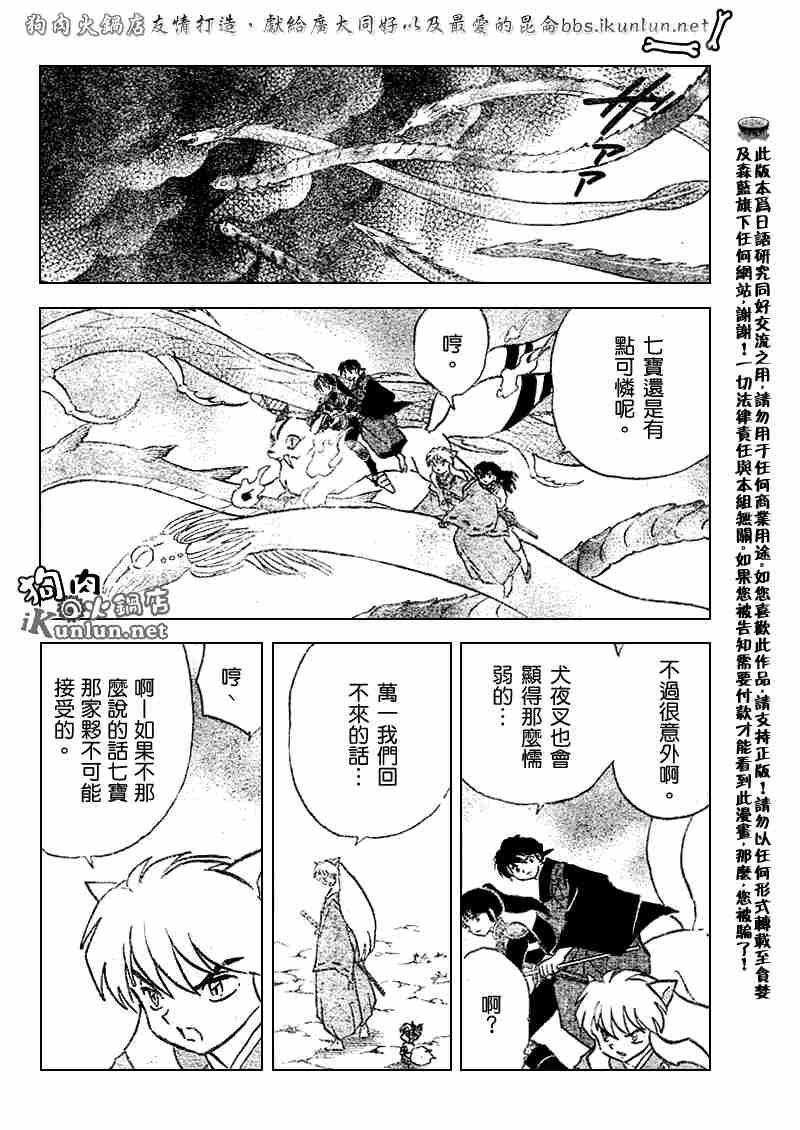 狗肉火鍋店友情打造、獻給廣大同好以及最愛的昆侖bbs.ikunlun.net
ザ
ア
ア
七寶還是有
點可憐呢。
哼。
不過很意外啊。
犬夜叉也會
顯得那麼懦
弱的…
啊?
萬一我們回
不來的話…
哼、
啊ー如果不那
麼說的話七寶
那家夥不可能
接受的。
狗肉
火鍋店
iKunlun.net
此版本爲日語研究同好交流之用,請勿用于任何商業用途。如您喜歡此作品,請支持正版!請勿以任何形式轉載至貪婪
及森藍旗下任何網站,謝謝!一切法律責任與本組無關。如果您被告知需要付款才能看到此漫畫,那麼,您被騙了!